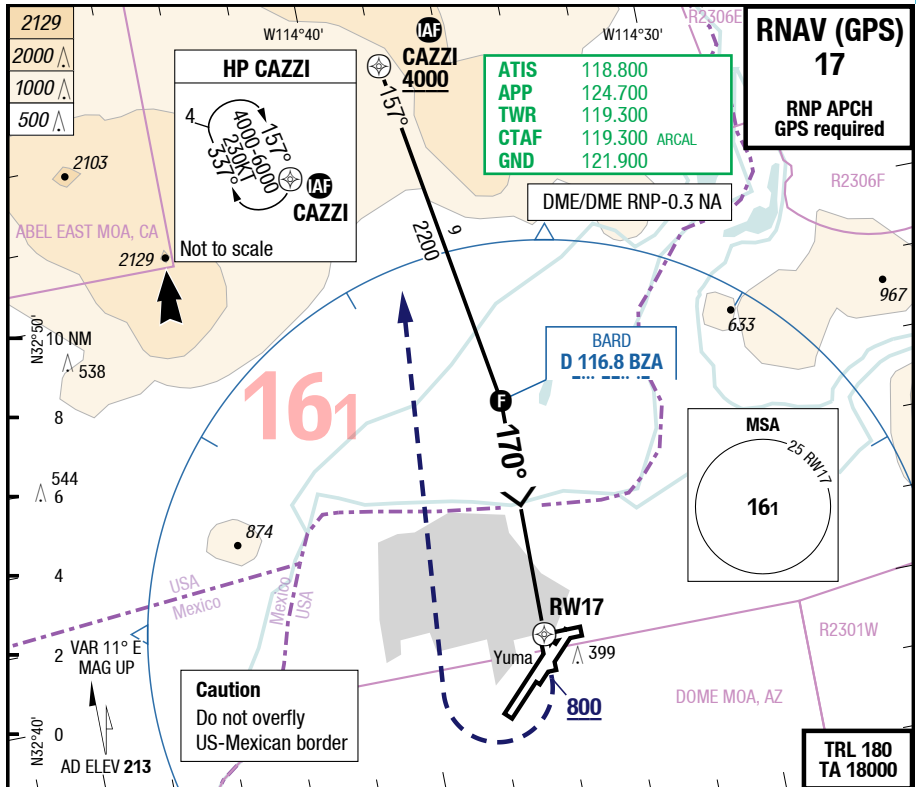 2129
2000
1000
500
W114°40'
W114°30'
R2306E
IAF
CAZZI
4000
RNAV (GPS)
17
RNP APCH
GPS required
HP CAZZI
4
157°
4000-6000
230KT
337°
IAF
CAZZI
Not to scale
ATIS 118.800
APP 124.700
TWR 119.300
CTAF 119.300 ARCAL
GND 121.900
157°
2103
R2306F
DME/DME RNP-0.3 NA
ABEL EAST MOA, CA
2129
9
2200
967
633
N32°50'
10 NM
538
BARD
D 116.8 BZA
161
F
8
170°
MSA
25 RW17
161
544
6
874
4
USA
Mexico
Mexico
USA
RW17
R2301W
2
VAR 11° E
MAG UP
Yuma
399
Caution
Do not overfly
US-Mexican border
800
DOME MOA, AZ
N32°40'
0
AD ELEV 213
TRL 180
TA 18000